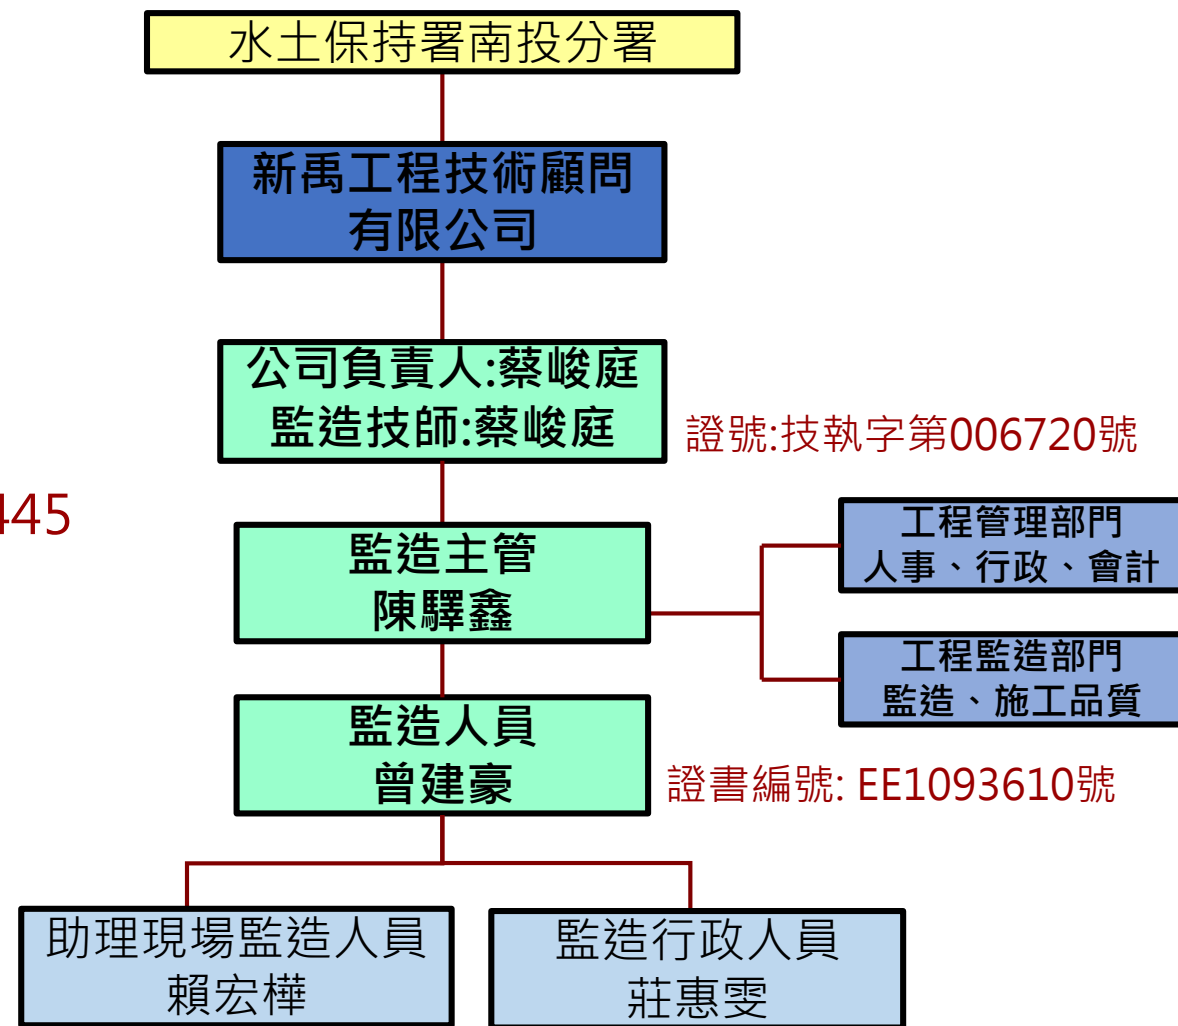 水土保持署南投分署
新禹工程技術顧問
有限公司
公司負責人:蔡峻庭
監造技師:蔡峻庭
證號:技執字第006720號
445
監造主管
陳驛鑫
工程管理部門
人事、行政、會計
工程監造部門
監造、施工品質
監造人員
曾建豪
證書編號: EE1093610號
助理現場監造人員
賴宏樺
監造行政人員
莊惠雯